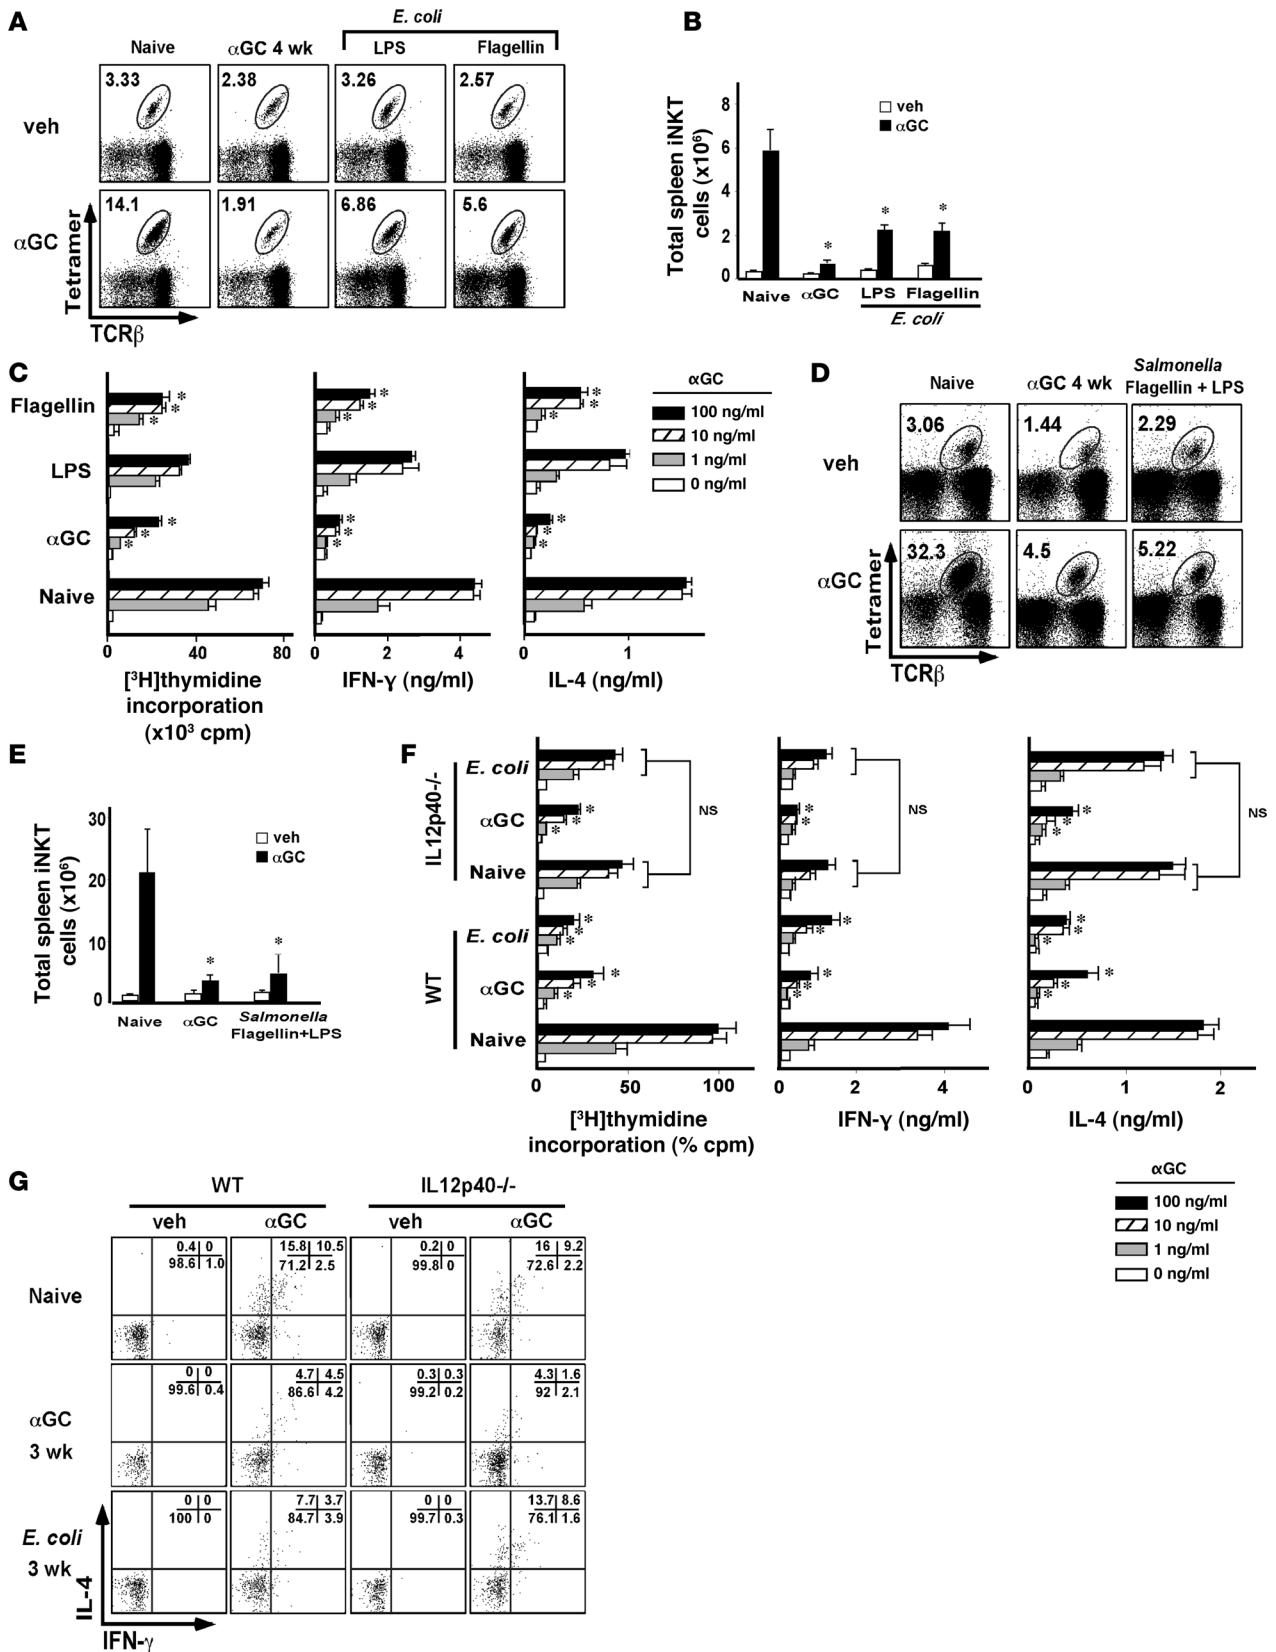 A
E. coli
Naive
αGC 4 wk
LPS
Flagellin
veh
3.33
2.38
3.26
2.57
αGC
14.1
1.91
6.86
5.6
Tetramer
TCRβ
B
Total spleen iNKT
cells (x10⁶)
8
6
4
2
0
veh
αGC
Naive
αGC
LPS
Flagellin
E. coli
* * *
C
Flagellin
LPS
αGC
Naive
* * *
* * *
* * *
* * *
* * *
* * *
0 40 80
0 2 4
0 1
[³H]thymidine
incorporation
(x10³ cpm)
IFN-γ (ng/ml)
IL-4 (ng/ml)
αGC
100 ng/ml
10 ng/ml
1 ng/ml
0 ng/ml
D
Naive
αGC 4 wk
Salmonella
Flagellin + LPS
veh
3.06
1.44
2.29
αGC
32.3
4.5
5.22
Tetramer
TCRβ
E
Total spleen iNKT
cells (x10⁶)
30
20
10
0
veh
αGC
Naive
αGC
Salmonella
Flagellin+LPS
* *
F
IL12p40-/-
E. coli
αGC
Naive
WT
E. coli
αGC
Naive
NS
NS
NS
* * *
* * *
* * *
* * *
* *
* * *
* * *
* * *
* * *
0 50 100
0 2 4
0 1 2
[³H]thymidine
incorporation (% cpm)
IFN-γ (ng/ml)
IL-4 (ng/ml)
αGC
100 ng/ml
10 ng/ml
1 ng/ml
0 ng/ml
G
WT
IL12p40-/-
veh
αGC
veh
αGC
Naive
0.4 0
98.6 1.0
15.8 10.5
71.2 2.5
0.2 0
99.8 0
16 9.2
72.6 2.2
αGC
3 wk
0 0
99.6 0.4
4.7 4.5
86.6 4.2
0.3 0.3
99.2 0.2
4.3 1.6
92 2.1
E. coli
3 wk
0 0
100 0
7.7 3.7
84.7 3.9
0 0
99.7 0.3
13.7 8.6
76.1 1.6
IL-4
IFN-γ